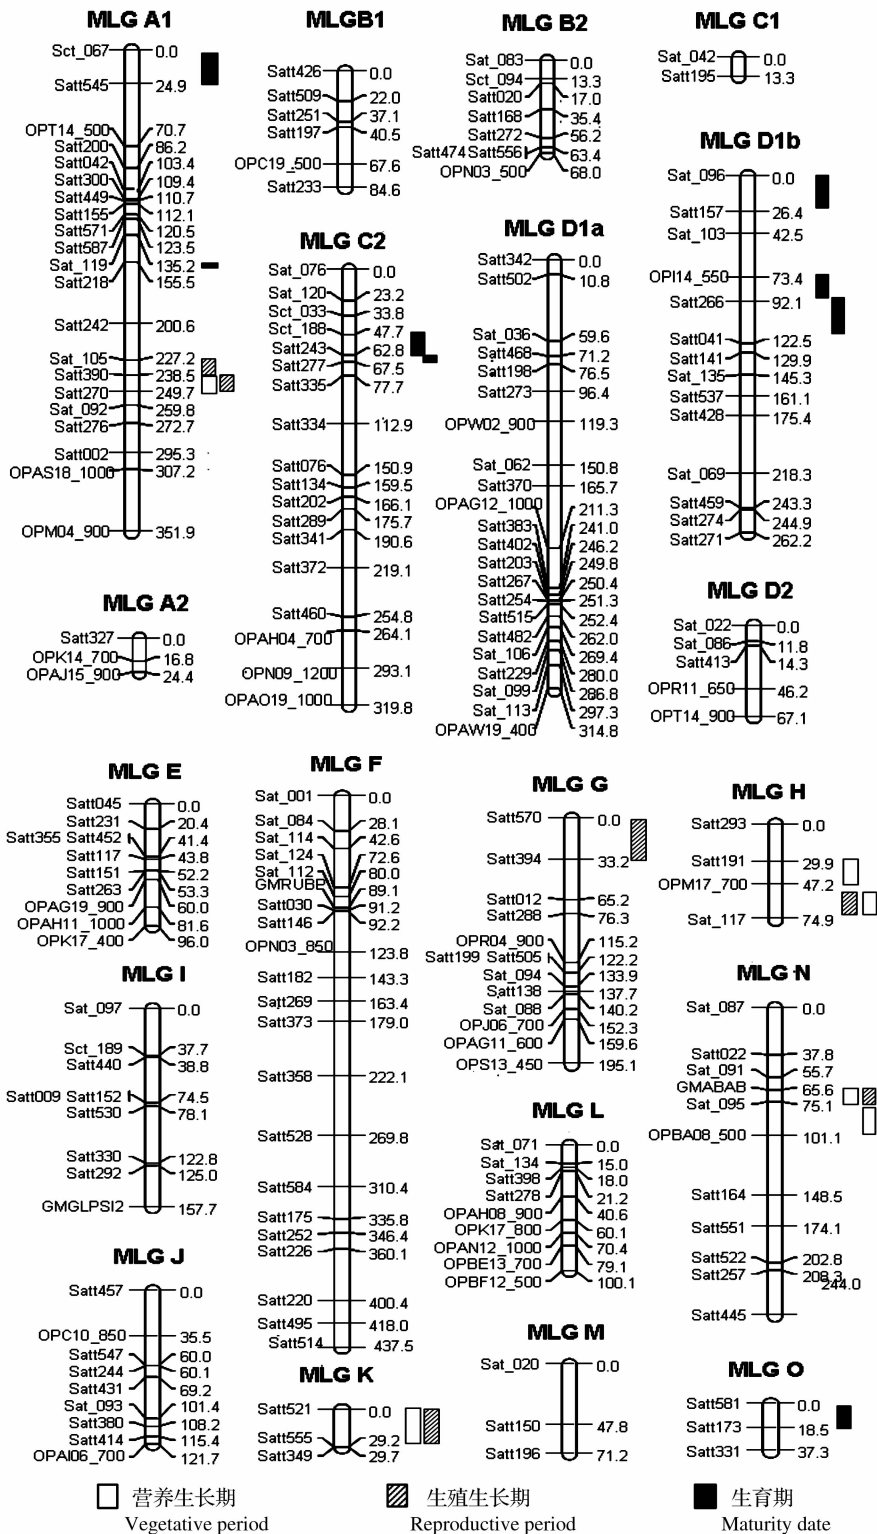 MLG A1
Sct_067 0.0
Satt545 24.9
OPT14_500 70.7
Satt200 86.2
Satt042 103.4
Satt300 109.4
Satt449 110.7
Satt155 112.1
Satt571 120.5
Satt587 123.5
Sat_119 135.2
Satt218 155.5
Satt242 200.6
Sat_105 227.2
Satt390 238.5
Satt270 249.7
Sat_092 259.8
Satt276 272.7
Satt002 295.3
OPAS18_1000 307.2
OPM04_900 351.9
MLGB1
Satt426 0.0
Satt509 22.0
Satt251 37.1
Satt197 40.5
OPC19_500 67.6
Satt233 84.6
MLG B2
Sat_083 0.0
Sct_094 13.3
Satt020 17.0
Satt168 35.4
Satt272 56.2
Satt474 Satt556 63.4
OPN03_500 68.0
MLG C1
Sat_042 0.0
Satt195 13.3
MLG D1b
Sat_096 0.0
Satt157 26.4
Sat_103 42.5
OPI14_550 73.4
Satt266 92.1
Satt041 122.5
Satt141 129.9
Sat_135 145.3
Satt537 161.1
Satt428 175.4
Sat_069 218.3
Satt459 243.3
Satt274 244.9
Satt271 262.2
MLG C2
Sat_076 0.0
Sat_120 23.2
Sct_033 33.8
Sct_188 47.7
Satt243 62.8
Satt277 67.5
Satt335 77.7
Satt334 112.9
Satt076 150.9
Satt134 159.5
Satt202 166.1
Satt289 175.7
Satt341 190.6
Satt372 219.1
Satt460 254.8
OPAH04_700 264.1
OPN09_1200 293.1
OPAO19_1000 319.8
MLG D1a
Satt342 0.0
Satt502 10.8
Sat_036 59.6
Satt468 71.2
Satt198 76.5
Satt273 96.4
OPW02_900 119.3
Sat_062 150.8
Satt370 165.7
OPAG12_1000 211.3
Satt383 241.0
Satt402 246.2
Satt203 249.8
Satt267 250.4
Satt254 251.3
Satt515 252.4
Satt482 262.0
Sat_106 269.4
Satt229 280.0
Sat_099 286.8
Sat_113 297.3
OPAW19_400 314.8
MLG A2
Satt327 0.0
OPK14_700 16.8
OPAJ15_900 24.4
MLG D2
Sat_022 0.0
Sat_086 11.8
Satt413 14.3
OPR11_650 46.2
OPT14_900 67.1
MLG E
Satt045 0.0
Satt231 20.4
Satt355 Satt452 41.4
Satt117 43.8
Satt151 52.2
Satt263 53.3
OPAG19_900 60.0
OPAH11_1000 81.6
OPK17_400 96.0
MLG F
Sat_001 0.0
Sat_084 28.1
Sat_114 42.6
Sat_124 72.6
Sat_112 80.0
GMRUBP 89.1
Satt030 91.2
Satt146 92.2
OPN03_850 123.8
Satt182 143.3
Satt269 163.4
Satt373 179.0
Satt358 222.1
Satt528 269.8
Satt584 310.4
Satt175 335.8
Satt252 346.4
Satt226 360.1
Satt220 400.4
Satt495 418.0
Satt514 437.5
MLG G
Satt570 0.0
Satt394 33.2
Satt012 65.2
Satt288 76.3
OPR04_900 115.2
Satt199 Satt505 122.2
Sat_094 133.9
Satt138 137.7
Sat_088 140.2
OPJ06_700 152.3
OPAG11_600 159.6
OPS13_450 195.1
MLG H
Satt293 0.0
Satt191 29.9
OPM17_700 47.2
Sat_117 74.9
MLG I
Sat_097 0.0
Sct_189 37.7
Satt440 38.8
Satt009 Satt152 74.5
Satt530 78.1
Satt330 122.8
Satt292 125.0
GMGLPSI2 157.7
MLG N
Sat_087 0.0
Satt022 37.8
Sat_091 55.7
GMABAB 65.6
Sat_095 75.1
OPBA08_500 101.1
Satt164 148.5
Satt551 174.1
Satt522 202.8
Satt257 208.3
Satt445 244.0
MLG L
Sat_071 0.0
Sat_134 15.0
Satt398 18.0
Satt278 21.2
OPAH08_900 40.6
OPK17_800 60.1
OPAN12_1000 70.4
OPBE13_700 79.1
OPBF12_500 100.1
MLG J
Satt457 0.0
OPC10_850 35.5
Satt547 60.0
Satt244 60.1
Satt431 69.2
Sat_093 101.4
Satt380 108.2
Satt414 115.4
OPAI06_700 121.7
MLG K
Satt521 0.0
Satt555 29.2
Satt349 29.7
MLG M
Sat_020 0.0
Satt150 47.8
Satt196 71.2
MLG O
Satt581 0.0
Satt173 18.5
Satt331 37.3
营养生长期 生殖生长期 生育期
Vegetative period Reproductive period Maturity date